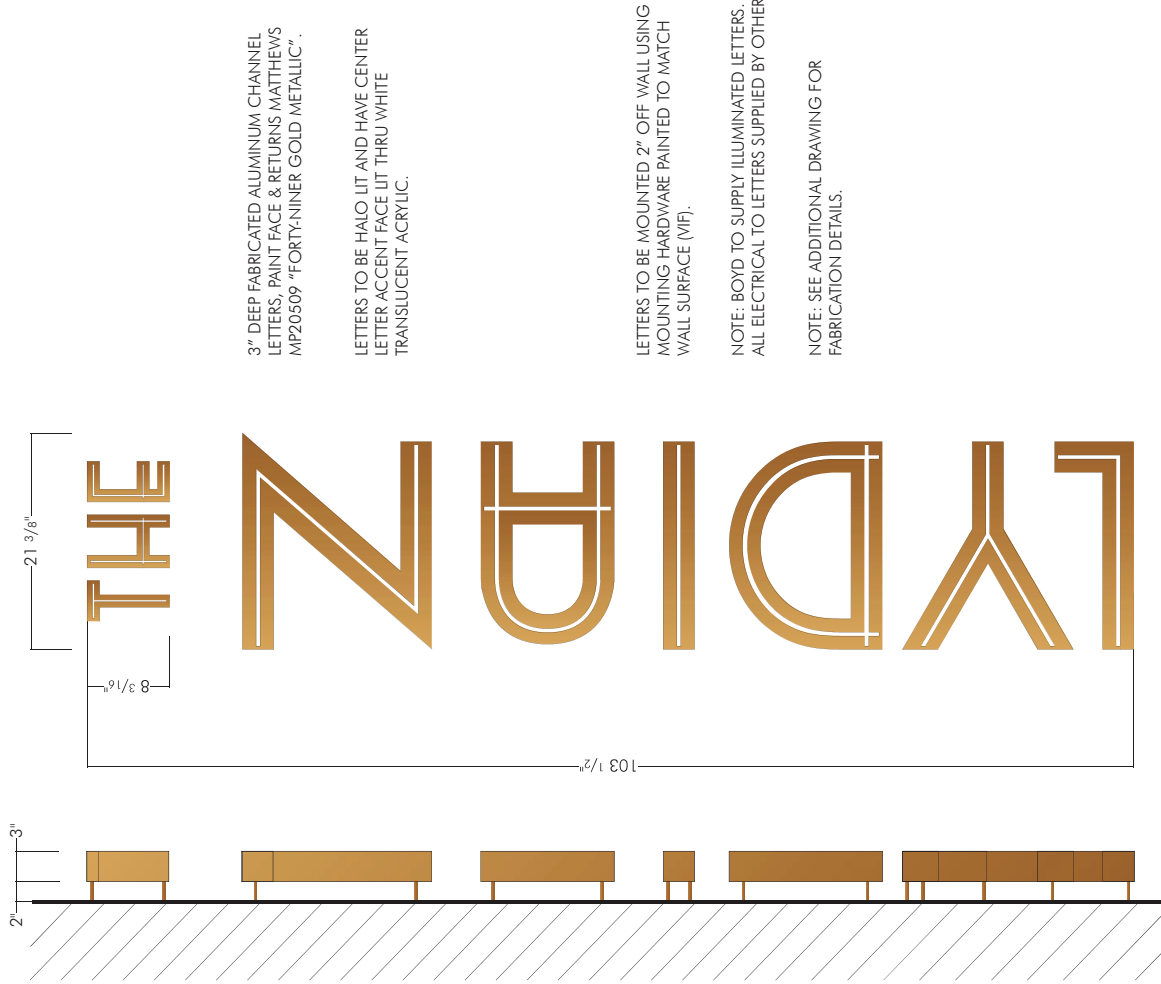 3" DEEP FABRICATED ALUMINUM CHANNEL
LETTERS, PAINT FACE & RETURNS MATTHEWS
MP20509 "FORTY-NINER GOLD METALLIC".
LETTERS TO BE HALO LIT AND HAVE CENTER
LETTER ACCENT FACE LIT THRU WHITE
TRANSLUCENT ACRYLIC.
LETTERS TO BE MOUNTED 2" OFF WALL USING
MOUNTING HARDWARE PAINTED TO MATCH
WALL SURFACE (VIF).
NOTE: BOYD TO SUPPLY ILLUMINATED LETTERS.
ALL ELECTRICAL TO LETTERS SUPPLIED BY OTHER
NOTE: SEE ADDITIONAL DRAWING FOR
FABRICATION DETAILS.
21 3/8"
THE
LYDIAN
8 3/16"
103 1/2"
3"
2"